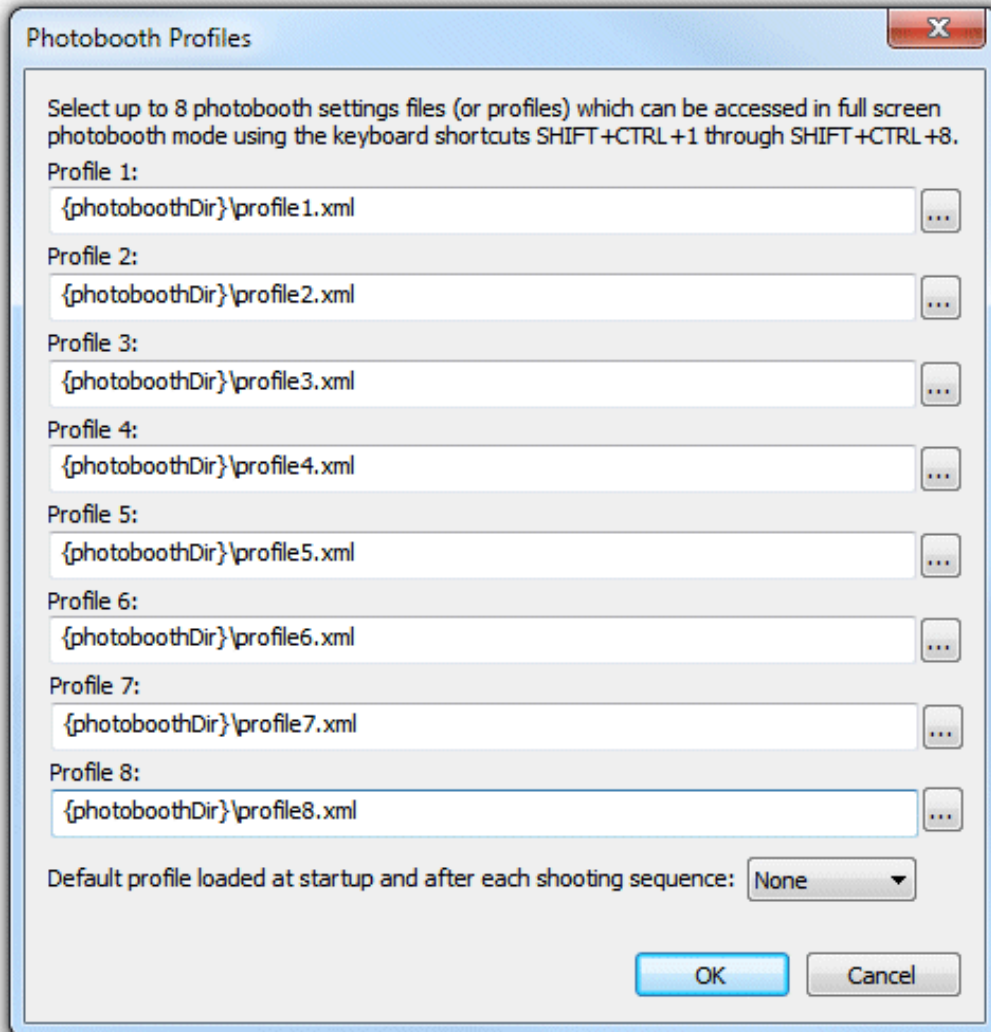 Photobooth Profiles
Select up to 8 photobooth settings files (or profiles) which can be accessed in full screen
photobooth mode using the keyboard shortcuts SHIFT+CTRL+1 through SHIFT+CTRL+8.
Profile 1:
{photoboothDir}\profile1.xml
...
Profile 2:
{photoboothDir}\profile2.xml
...
Profile 3:
{photoboothDir}\profile3.xml
...
Profile 4:
{photoboothDir}\profile4.xml
...
Profile 5:
{photoboothDir}\profile5.xml
...
Profile 6:
{photoboothDir}\profile6.xml
...
Profile 7:
{photoboothDir}\profile7.xml
...
Profile 8:
{photoboothDir}\profile8.xml
...
Default profile loaded at startup and after each shooting sequence: None
OK Cancel